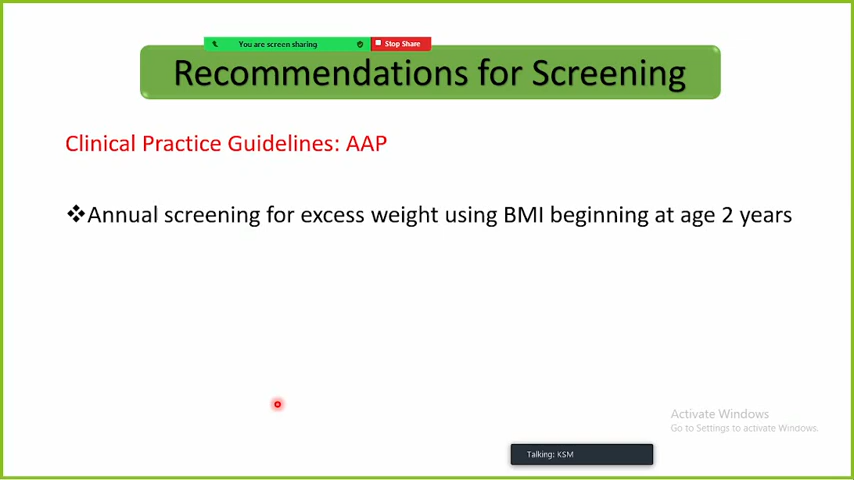 You are screen sharing
Stop Share
Recommendations for Screening
Clinical Practice Guidelines: AAP
❖Annual screening for excess weight using BMI beginning at age 2 years
Activate Windows
Go to Settings to activate Windows.
Talking: KSM